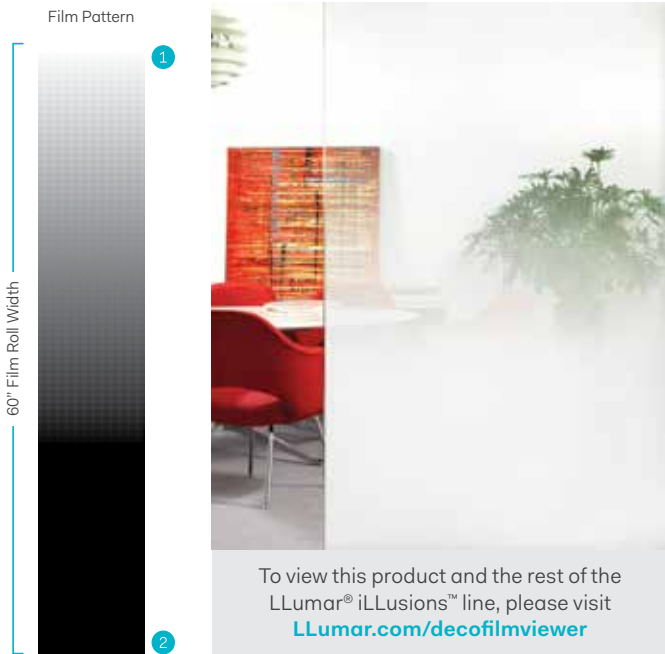 Film Pattern
1
60" Film Roll Width
2
To view this product and the rest of the
LLumar® iLLusions™ line, please visit
LLumar.com/decofilmviewer